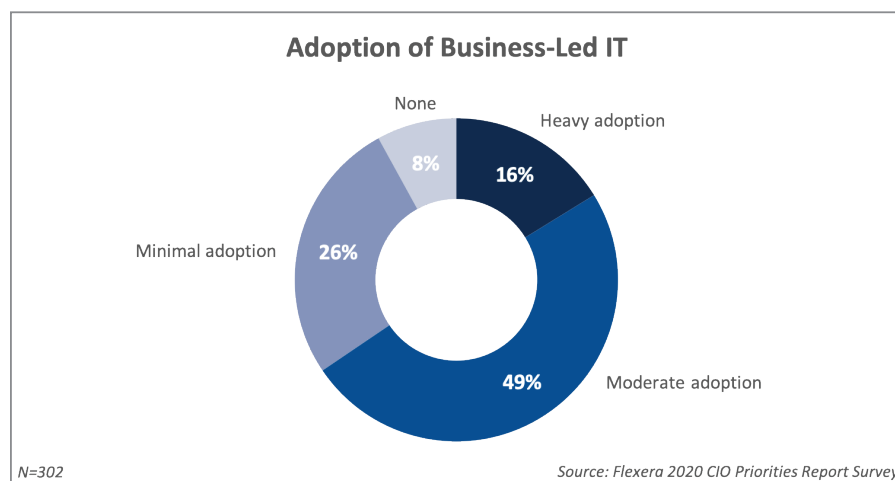 Adoption of Business-Led IT
None
Heavy adoption
8%
16%
Minimal adoption
26%
49%
Moderate adoption
N=302
Source: Flexera 2020 CIO Priorities Report Survey